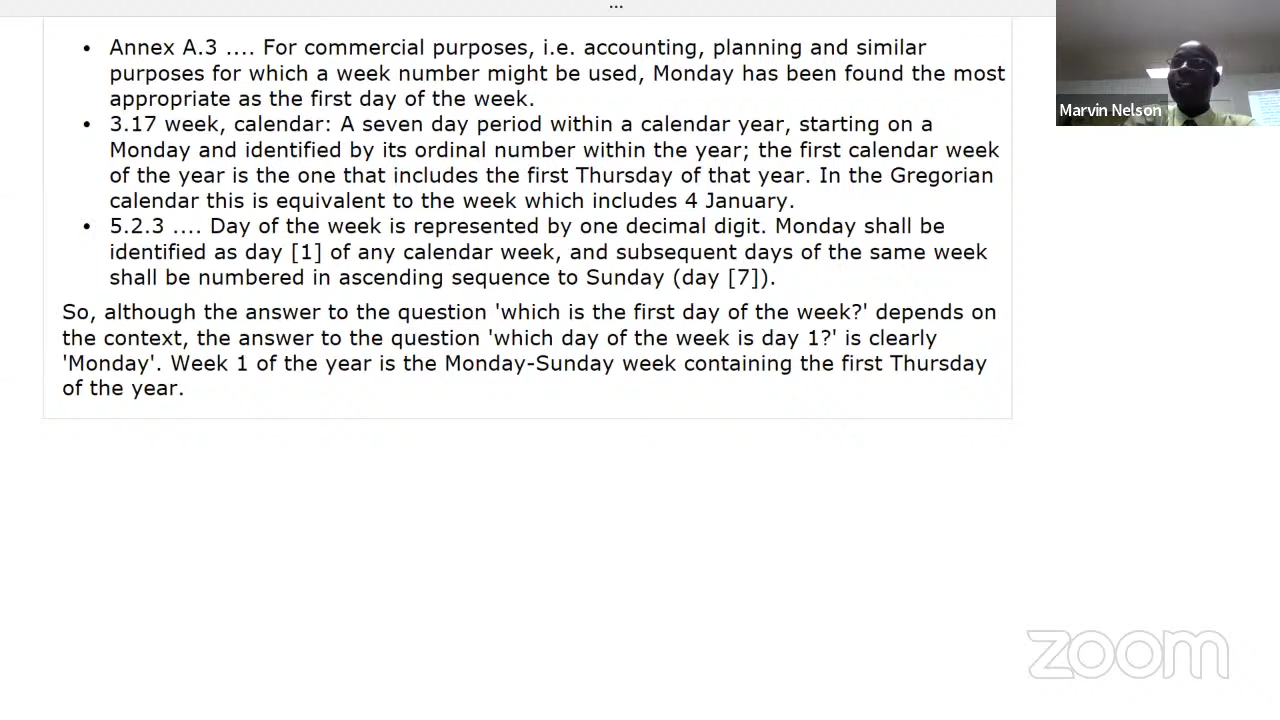 ...
• Annex A.3 .... For commercial purposes, i.e. accounting, planning and similar
purposes for which a week number might be used, Monday has been found the most
appropriate as the first day of the week.
• 3.17 week, calendar: A seven day period within a calendar year, starting on a
Monday and identified by its ordinal number within the year; the first calendar week
of the year is the one that includes the first Thursday of that year. In the Gregorian
calendar this is equivalent to the week which includes 4 January.
• 5.2.3 .... Day of the week is represented by one decimal digit. Monday shall be
identified as day [1] of any calendar week, and subsequent days of the same week
shall be numbered in ascending sequence to Sunday (day [7]).
So, although the answer to the question 'which is the first day of the week?' depends on
the context, the answer to the question 'which day of the week is day 1?' is clearly
'Monday'. Week 1 of the year is the Monday-Sunday week containing the first Thursday
of the year.
Marvin Nelson
zoom